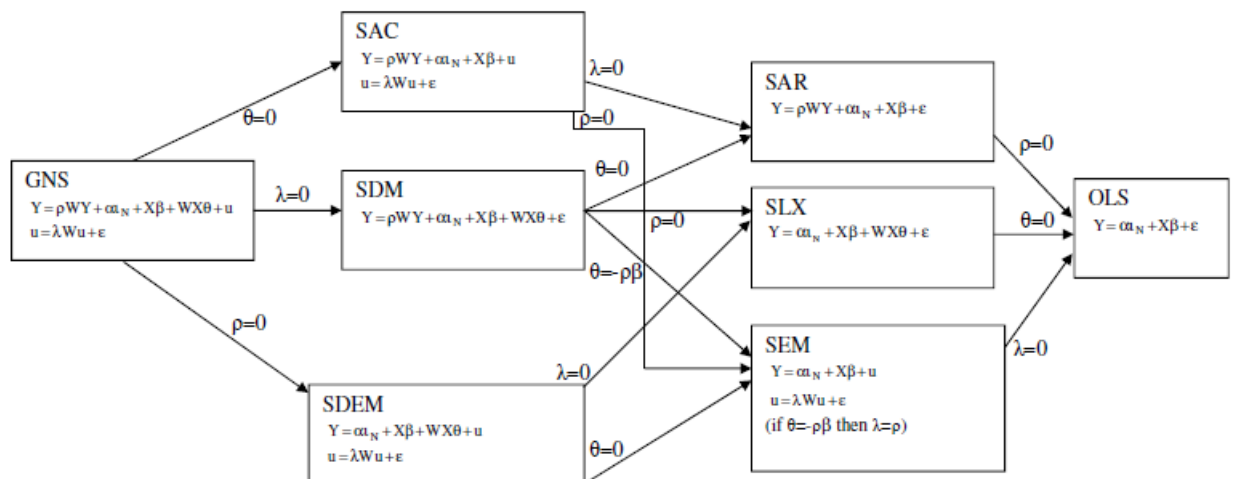 SAC
Y = ρWY + αι_N + Xβ + u
u = λWu + ε
λ=0
ρ=0
θ=0
SAR
Y = ρWY + αι_N + Xβ + ε
ρ=0
GNS
Y = ρWY + αι_N + Xβ + WXθ + u
u = λWu + ε
λ=0
SDM
Y = ρWY + αι_N + Xβ + WXθ + ε
θ=0
ρ=0
θ=-ρβ
SLX
Y = αι_N + Xβ + WXθ + ε
θ=0
OLS
Y = αι_N + Xβ + ε
ρ=0
SDEM
Y = αι_N + Xβ + WXθ + u
u = λWu + ε
λ=0
θ=0
SEM
Y = αι_N + Xβ + u
u = λWu + ε
(if θ=-ρβ then λ=ρ)
λ=0